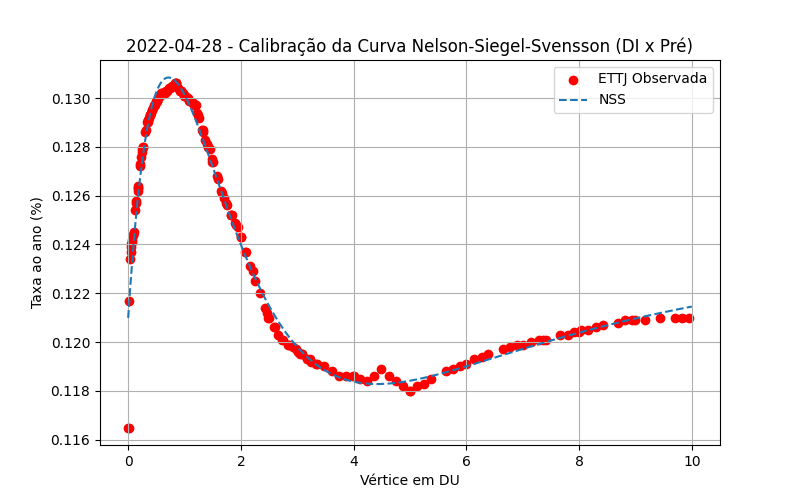 2022-04-28 - Calibração da Curva Nelson-Siegel-Svensson (DI x Pré)
ETTJ Observada
NSS
Taxa ao ano (%)
0.130
0.128
0.126
0.124
0.122
0.120
0.118
0.116
0 2 4 6 8 10
Vértice em DU